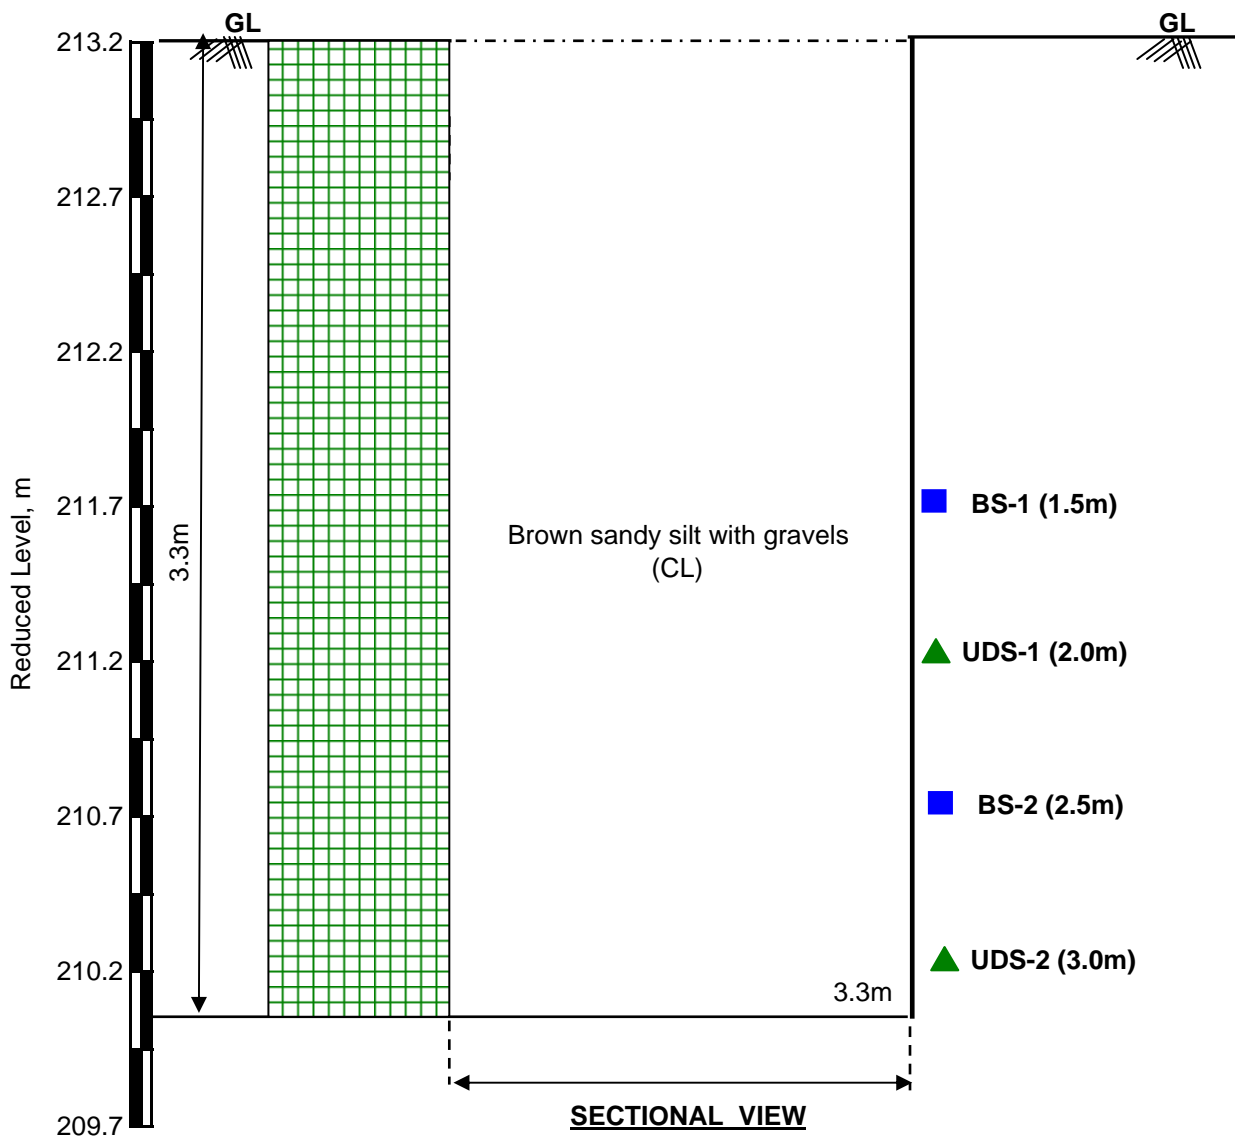 GL
GL
213.2
212.7
212.2
211.7
211.2
210.7
210.2
209.7
Reduced Level, m
3.3m
Brown sandy silt with gravels
(CL)
BS-1 (1.5m)
UDS-1 (2.0m)
BS-2 (2.5m)
UDS-2 (3.0m)
3.3m
SECTIONAL VIEW